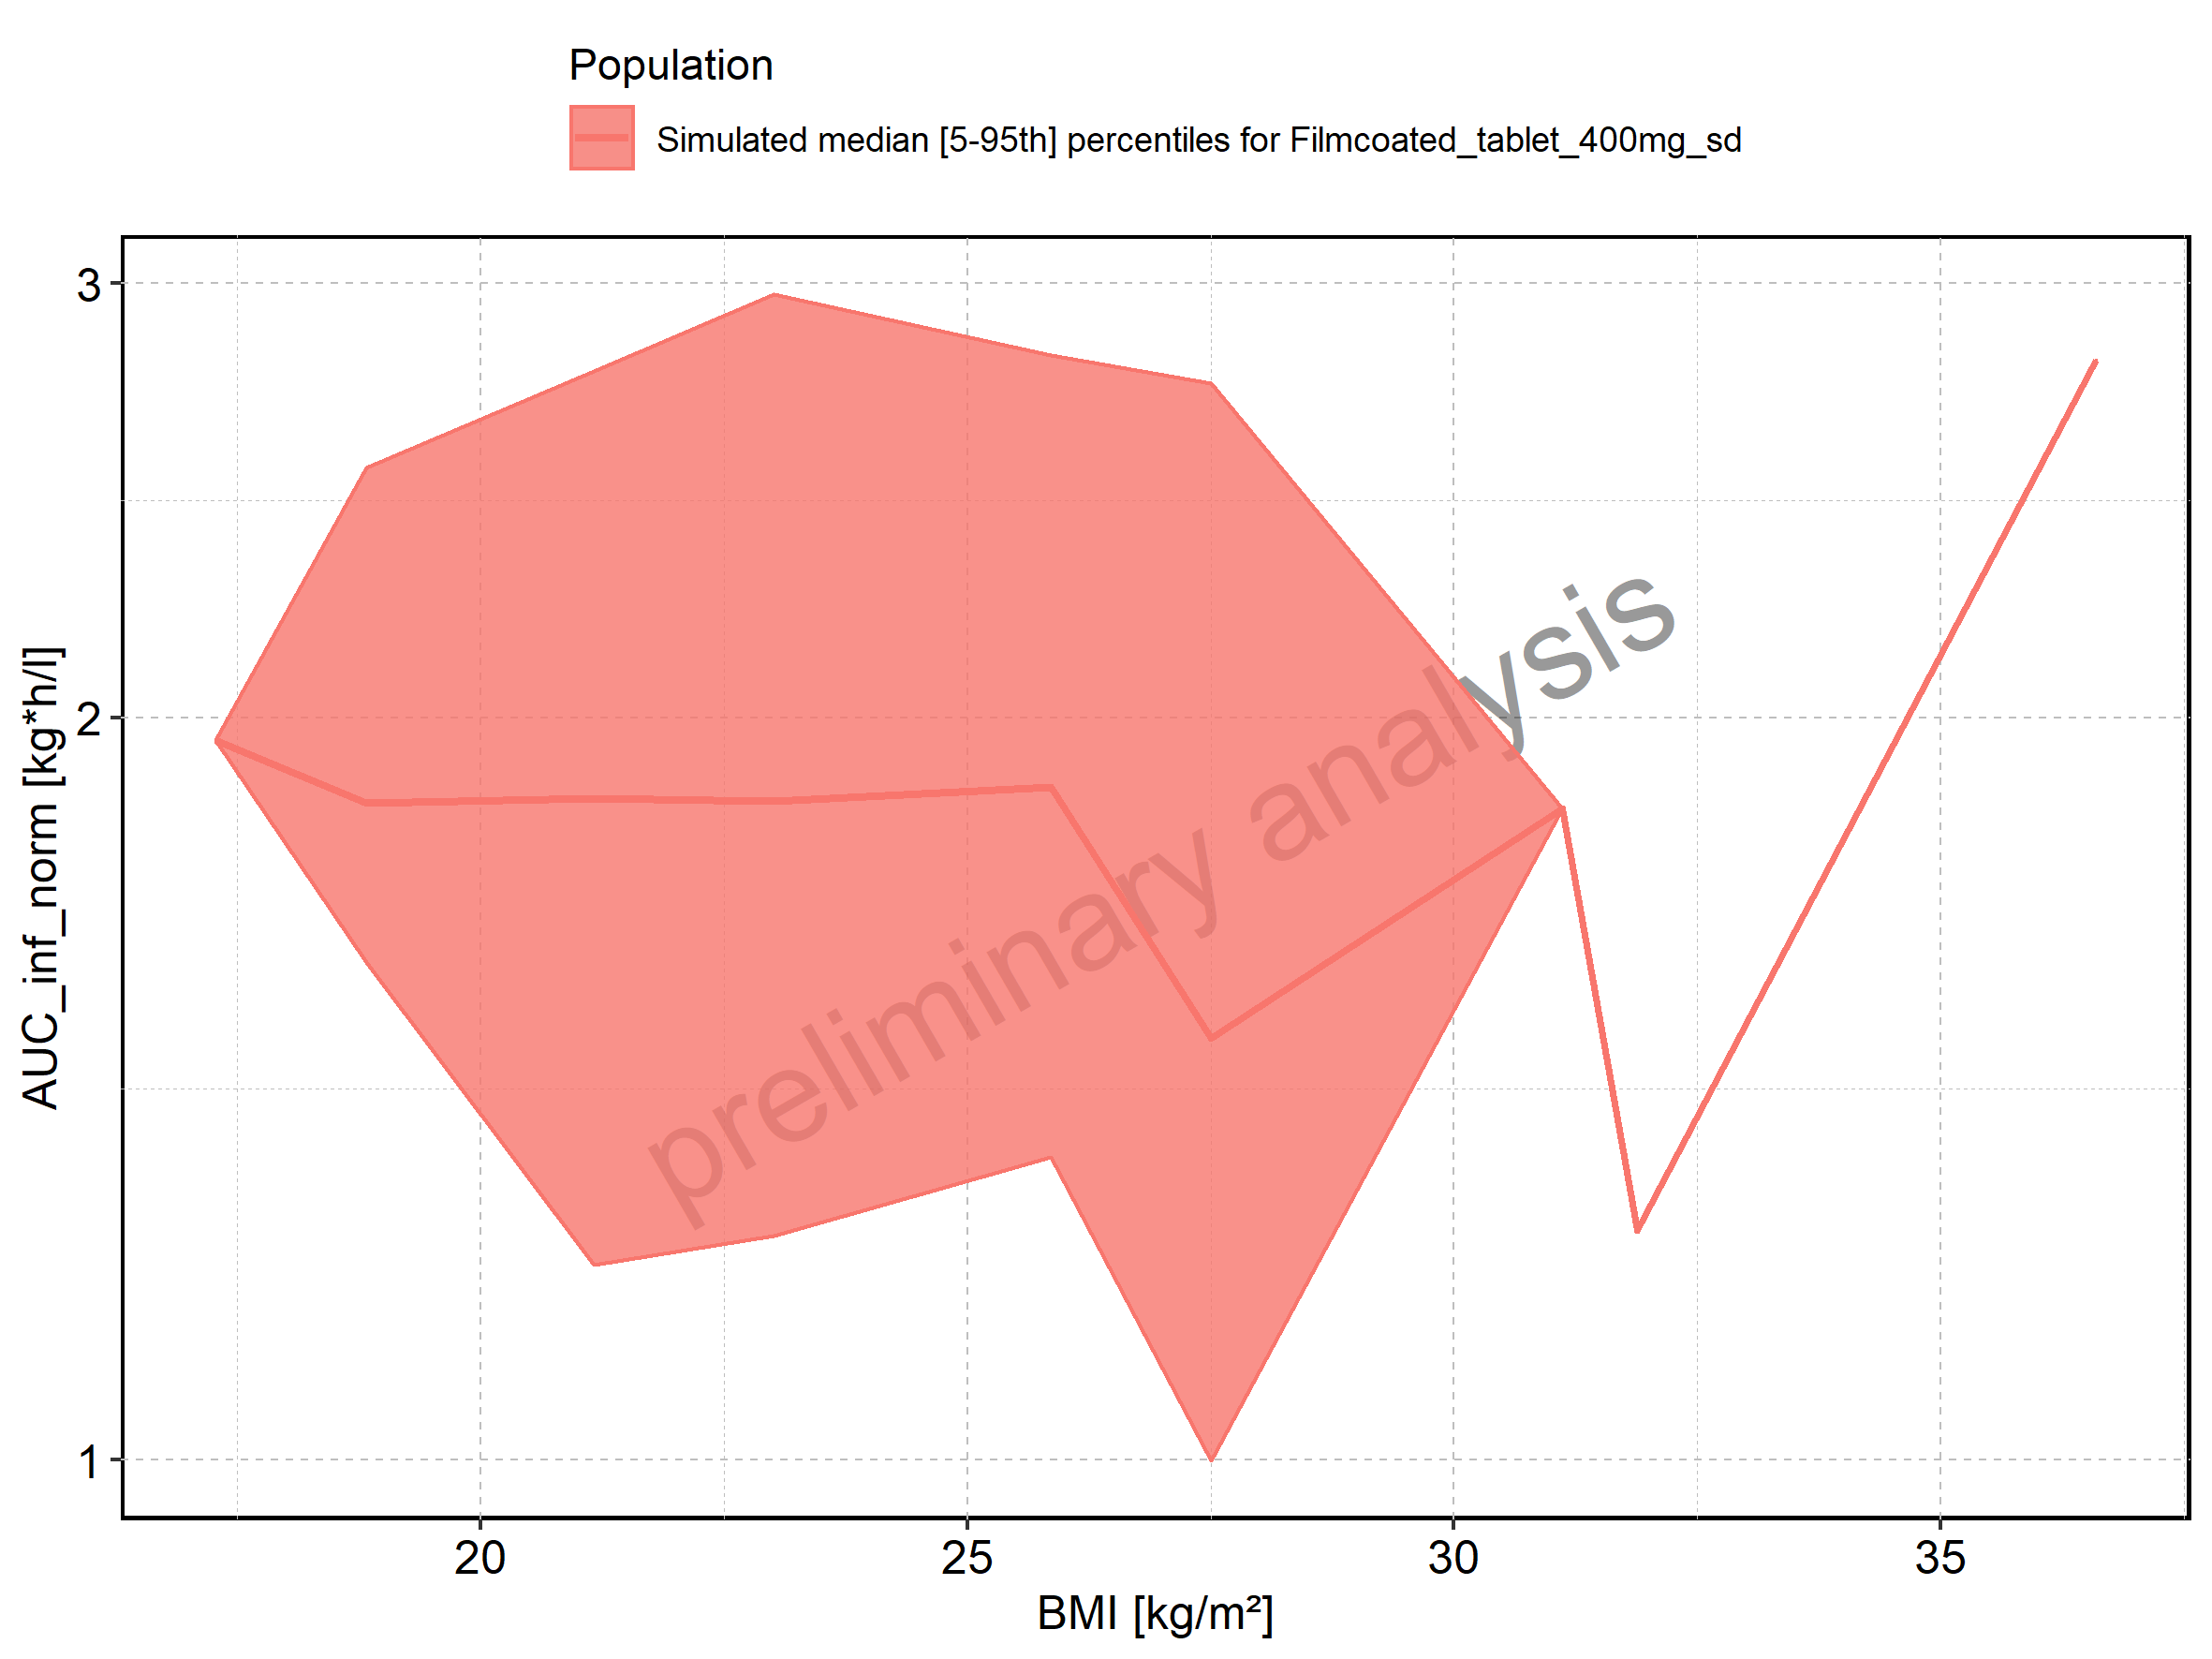 Population
Simulated median [5-95th] percentiles for Filmcoated_tablet_400mg_sd
AUC_inf_norm [kg*h/l]
3
2
1
preliminary analysis
20
25
30
35
BMI [kg/m²]